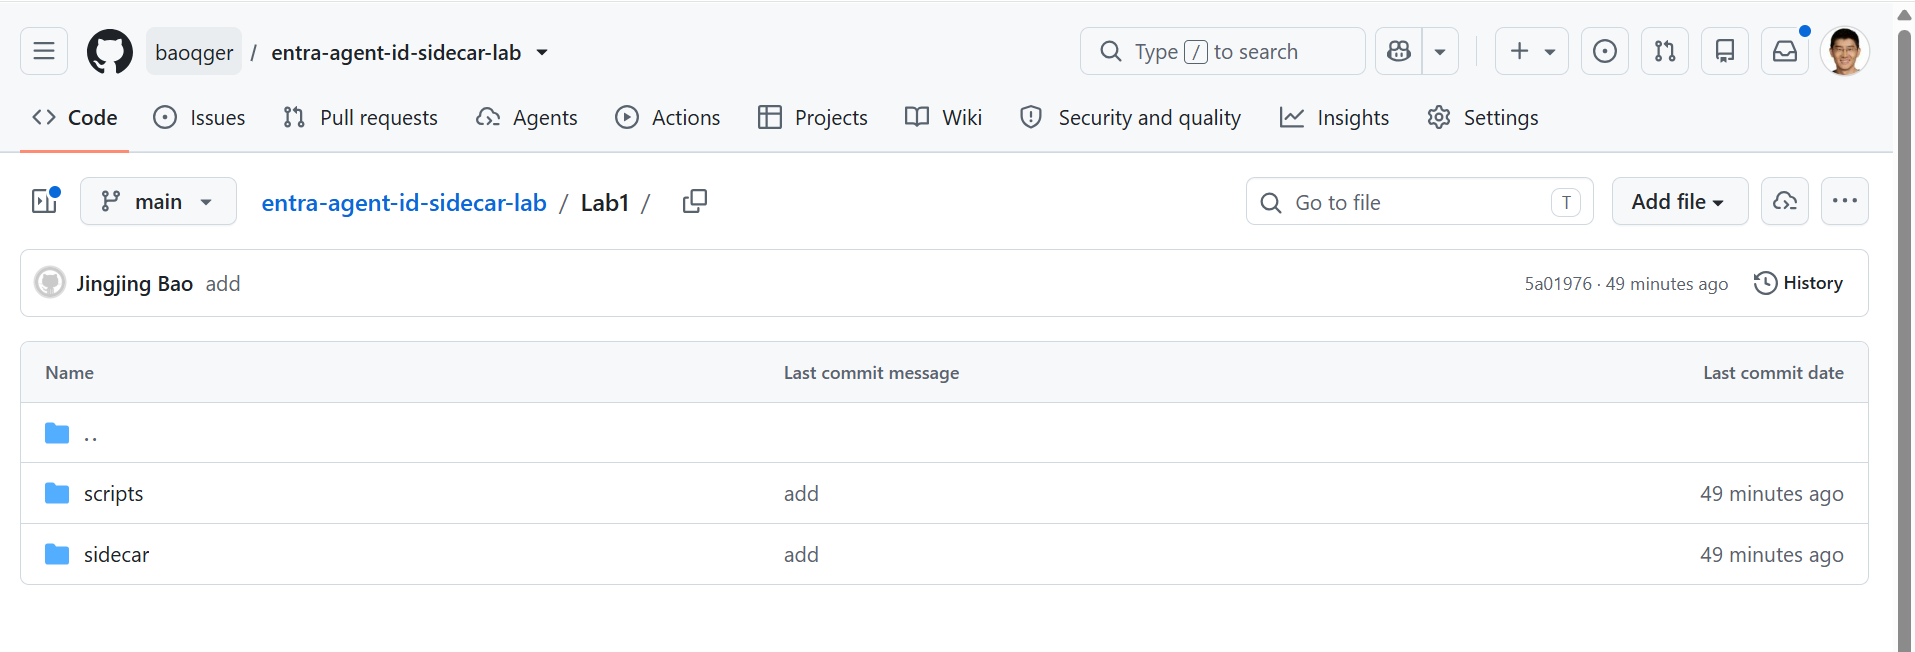 baoqger / entra-agent-id-sidecar-lab
Type / to search
Code Issues Pull requests Agents Actions Projects Wiki Security and quality Insights Settings
main entra-agent-id-sidecar-lab / Lab1 / Go to file T Add file ...
Jingjing Bao add 5a01976 · 49 minutes ago History
Name Last commit message Last commit date
..
scripts add 49 minutes ago
sidecar add 49 minutes ago